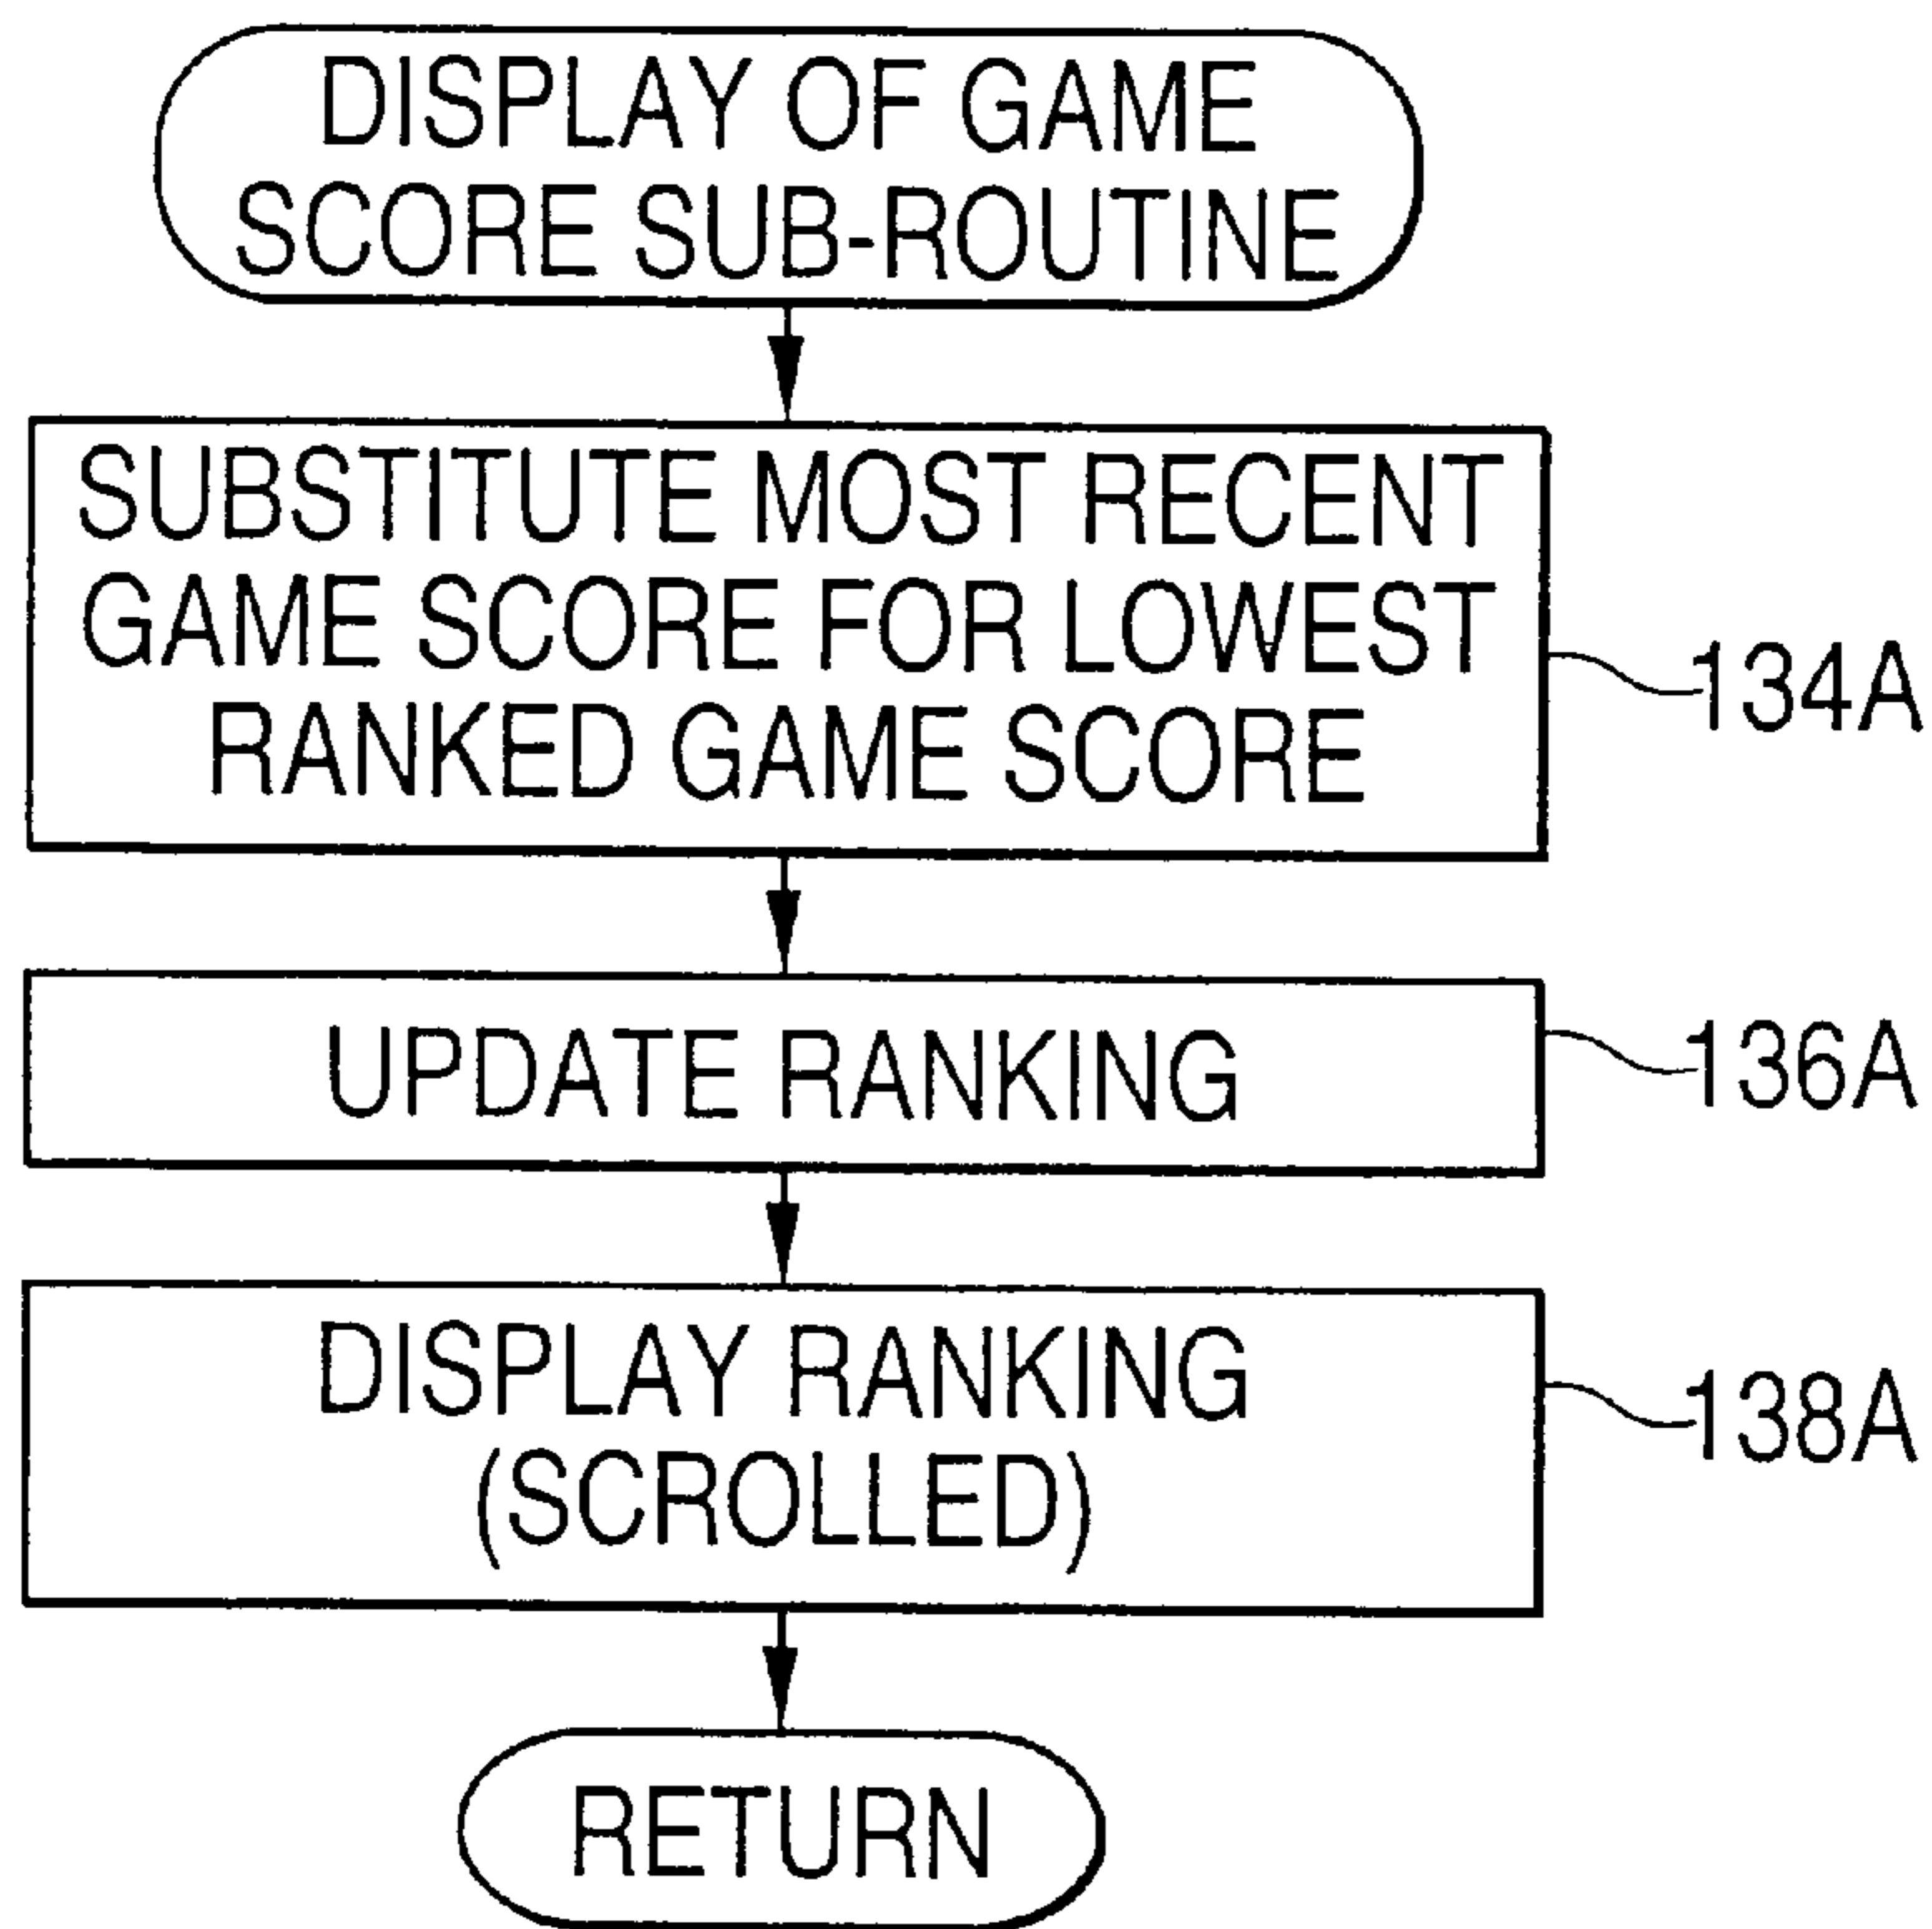 DISPLAY OF GAME
SCORE SUB-ROUTINE
SUBSTITUTE MOST RECENT
GAME SCORE FOR LOWEST
RANKED GAME SCORE
134A
UPDATE RANKING
136A
DISPLAY RANKING
(SCROLLED)
138A
RETURN